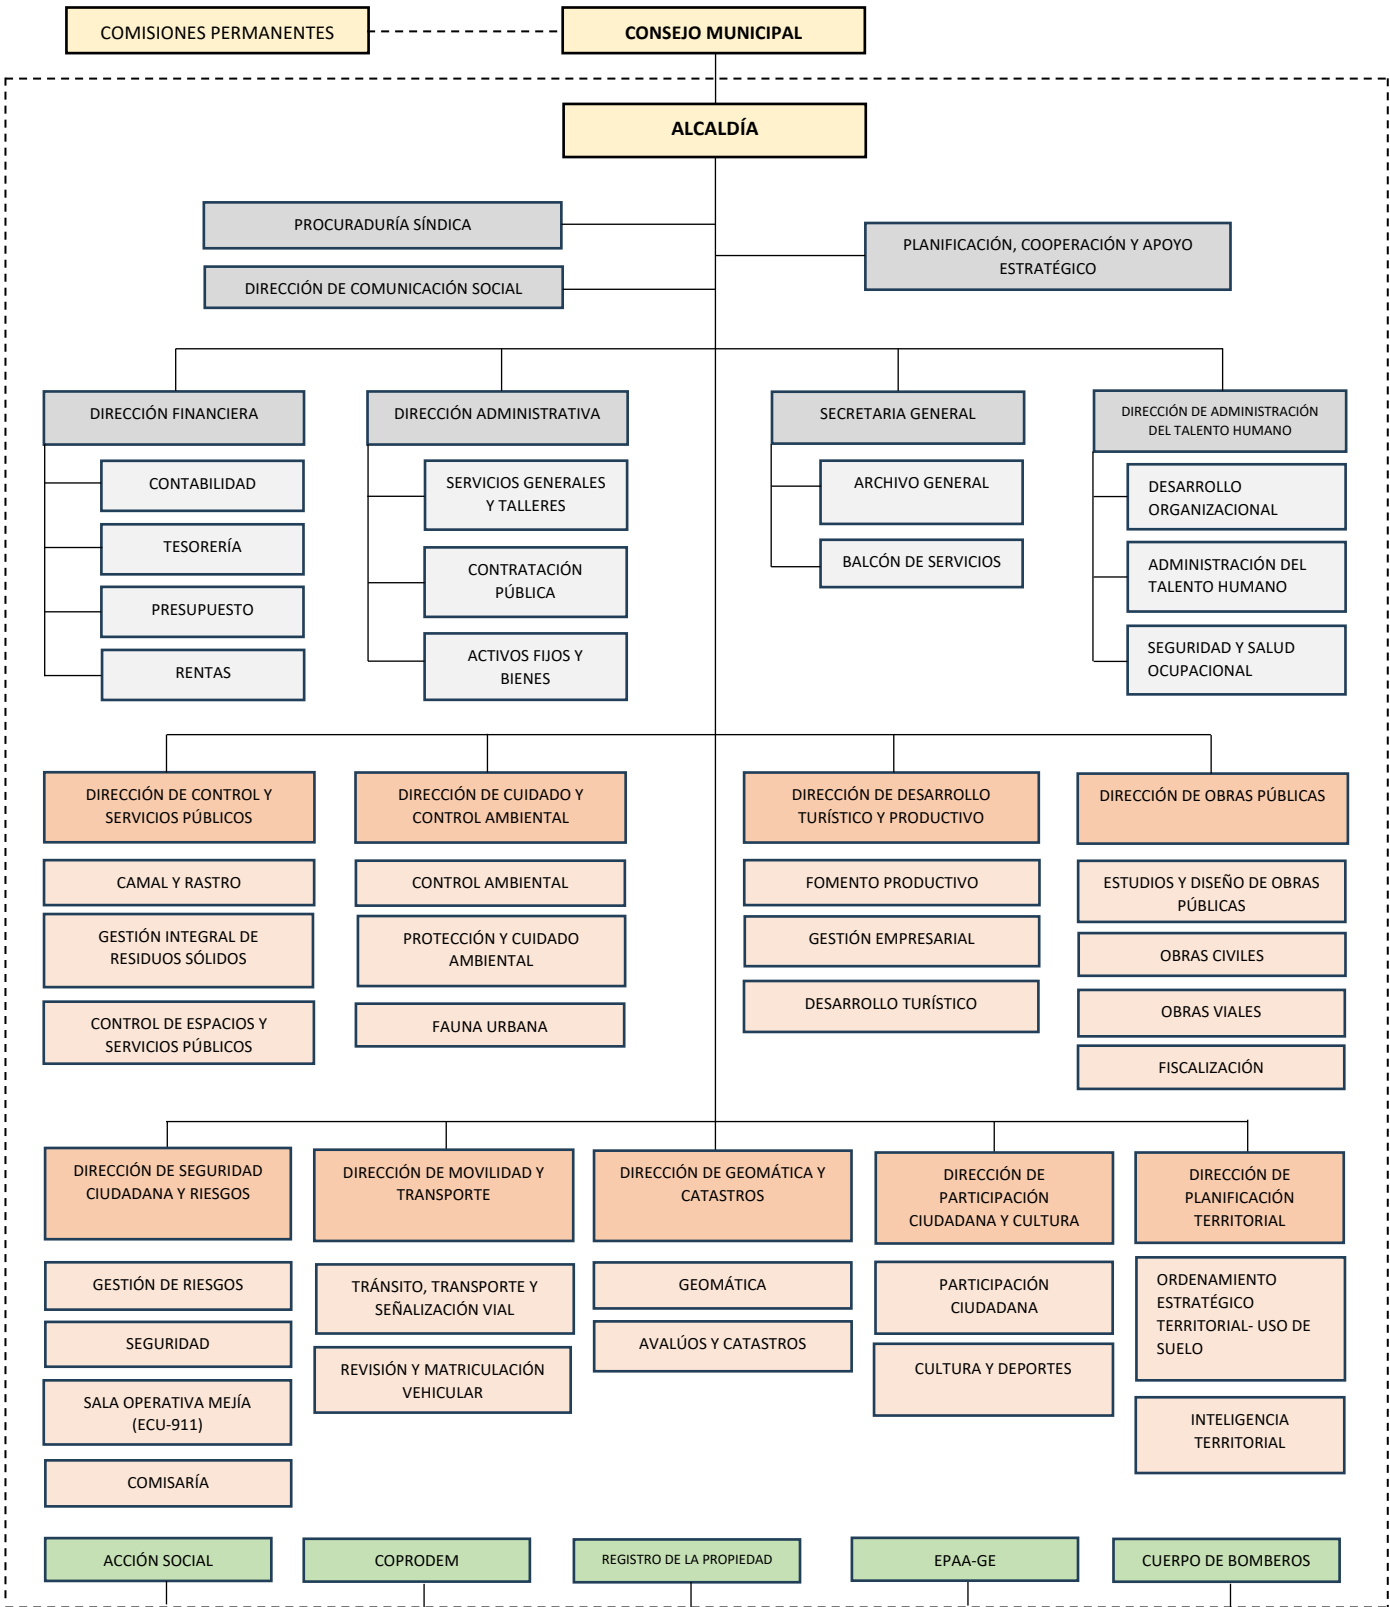 COMISIONES PERMANENTES
CONSEJO MUNICIPAL
ALCALDÍA
PROCURADURÍA SÍNDICA
PLANIFICACIÓN, COOPERACIÓN Y APOYO
ESTRATÉGICO
DIRECCIÓN DE COMUNICACIÓN SOCIAL
DIRECCIÓN FINANCIERA
CONTABILIDAD
TESORERÍA
PRESUPUESTO
RENTAS
DIRECCIÓN ADMINISTRATIVA
SERVICIOS GENERALES
Y TALLERES
CONTRATACIÓN
PÚBLICA
ACTIVOS FIJOS Y
BIENES
SECRETARIA GENERAL
ARCHIVO GENERAL
BALCÓN DE SERVICIOS
DIRECCIÓN DE ADMINISTRACIÓN
DEL TALENTO HUMANO
DESARROLLO
ORGANIZACIONAL
ADMINISTRACIÓN DEL
TALENTO HUMANO
SEGURIDAD Y SALUD
OCUPACIONAL
DIRECCIÓN DE CONTROL Y
SERVICIOS PÚBLICOS
CAMAL Y RASTRO
GESTIÓN INTEGRAL DE
RESIDUOS SÓLIDOS
CONTROL DE ESPACIOS Y
SERVICIOS PÚBLICOS
DIRECCIÓN DE CUIDADO Y
CONTROL AMBIENTAL
CONTROL AMBIENTAL
PROTECCIÓN Y CUIDADO
AMBIENTAL
FAUNA URBANA
DIRECCIÓN DE DESARROLLO
TURÍSTICO Y PRODUCTIVO
FOMENTO PRODUCTIVO
GESTIÓN EMPRESARIAL
DESARROLLO TURÍSTICO
DIRECCIÓN DE OBRAS PÚBLICAS
ESTUDIOS Y DISEÑO DE OBRAS
PÚBLICAS
OBRAS CIVILES
OBRAS VIALES
FISCALIZACIÓN
DIRECCIÓN DE SEGURIDAD
CIUDADANA Y RIESGOS
GESTIÓN DE RIESGOS
SEGURIDAD
SALA OPERATIVA MEJÍA
(ECU-911)
COMISARÍA
DIRECCIÓN DE MOVILIDAD Y
TRANSPORTE
TRÁNSITO, TRANSPORTE Y
SEÑALIZACIÓN VIAL
REVISIÓN Y MATRICULACIÓN
VEHICULAR
DIRECCIÓN DE GEOMÁTICA Y
CATASTROS
GEOMÁTICA
AVALÚOS Y CATASTROS
DIRECCIÓN DE
PARTICIPACIÓN
CIUDADANA Y CULTURA
PARTICIPACIÓN
CIUDADANA
CULTURA Y DEPORTES
DIRECCIÓN DE
PLANIFICACIÓN
TERRITORIAL
ORDENAMIENTO
ESTRATÉGICO
TERRITORIAL- USO DE
SUELO
INTELIGENCIA
TERRITORIAL
ACCIÓN SOCIAL
COPRODEM
REGISTRO DE LA PROPIEDAD
EPAA-GE
CUERPO DE BOMBEROS